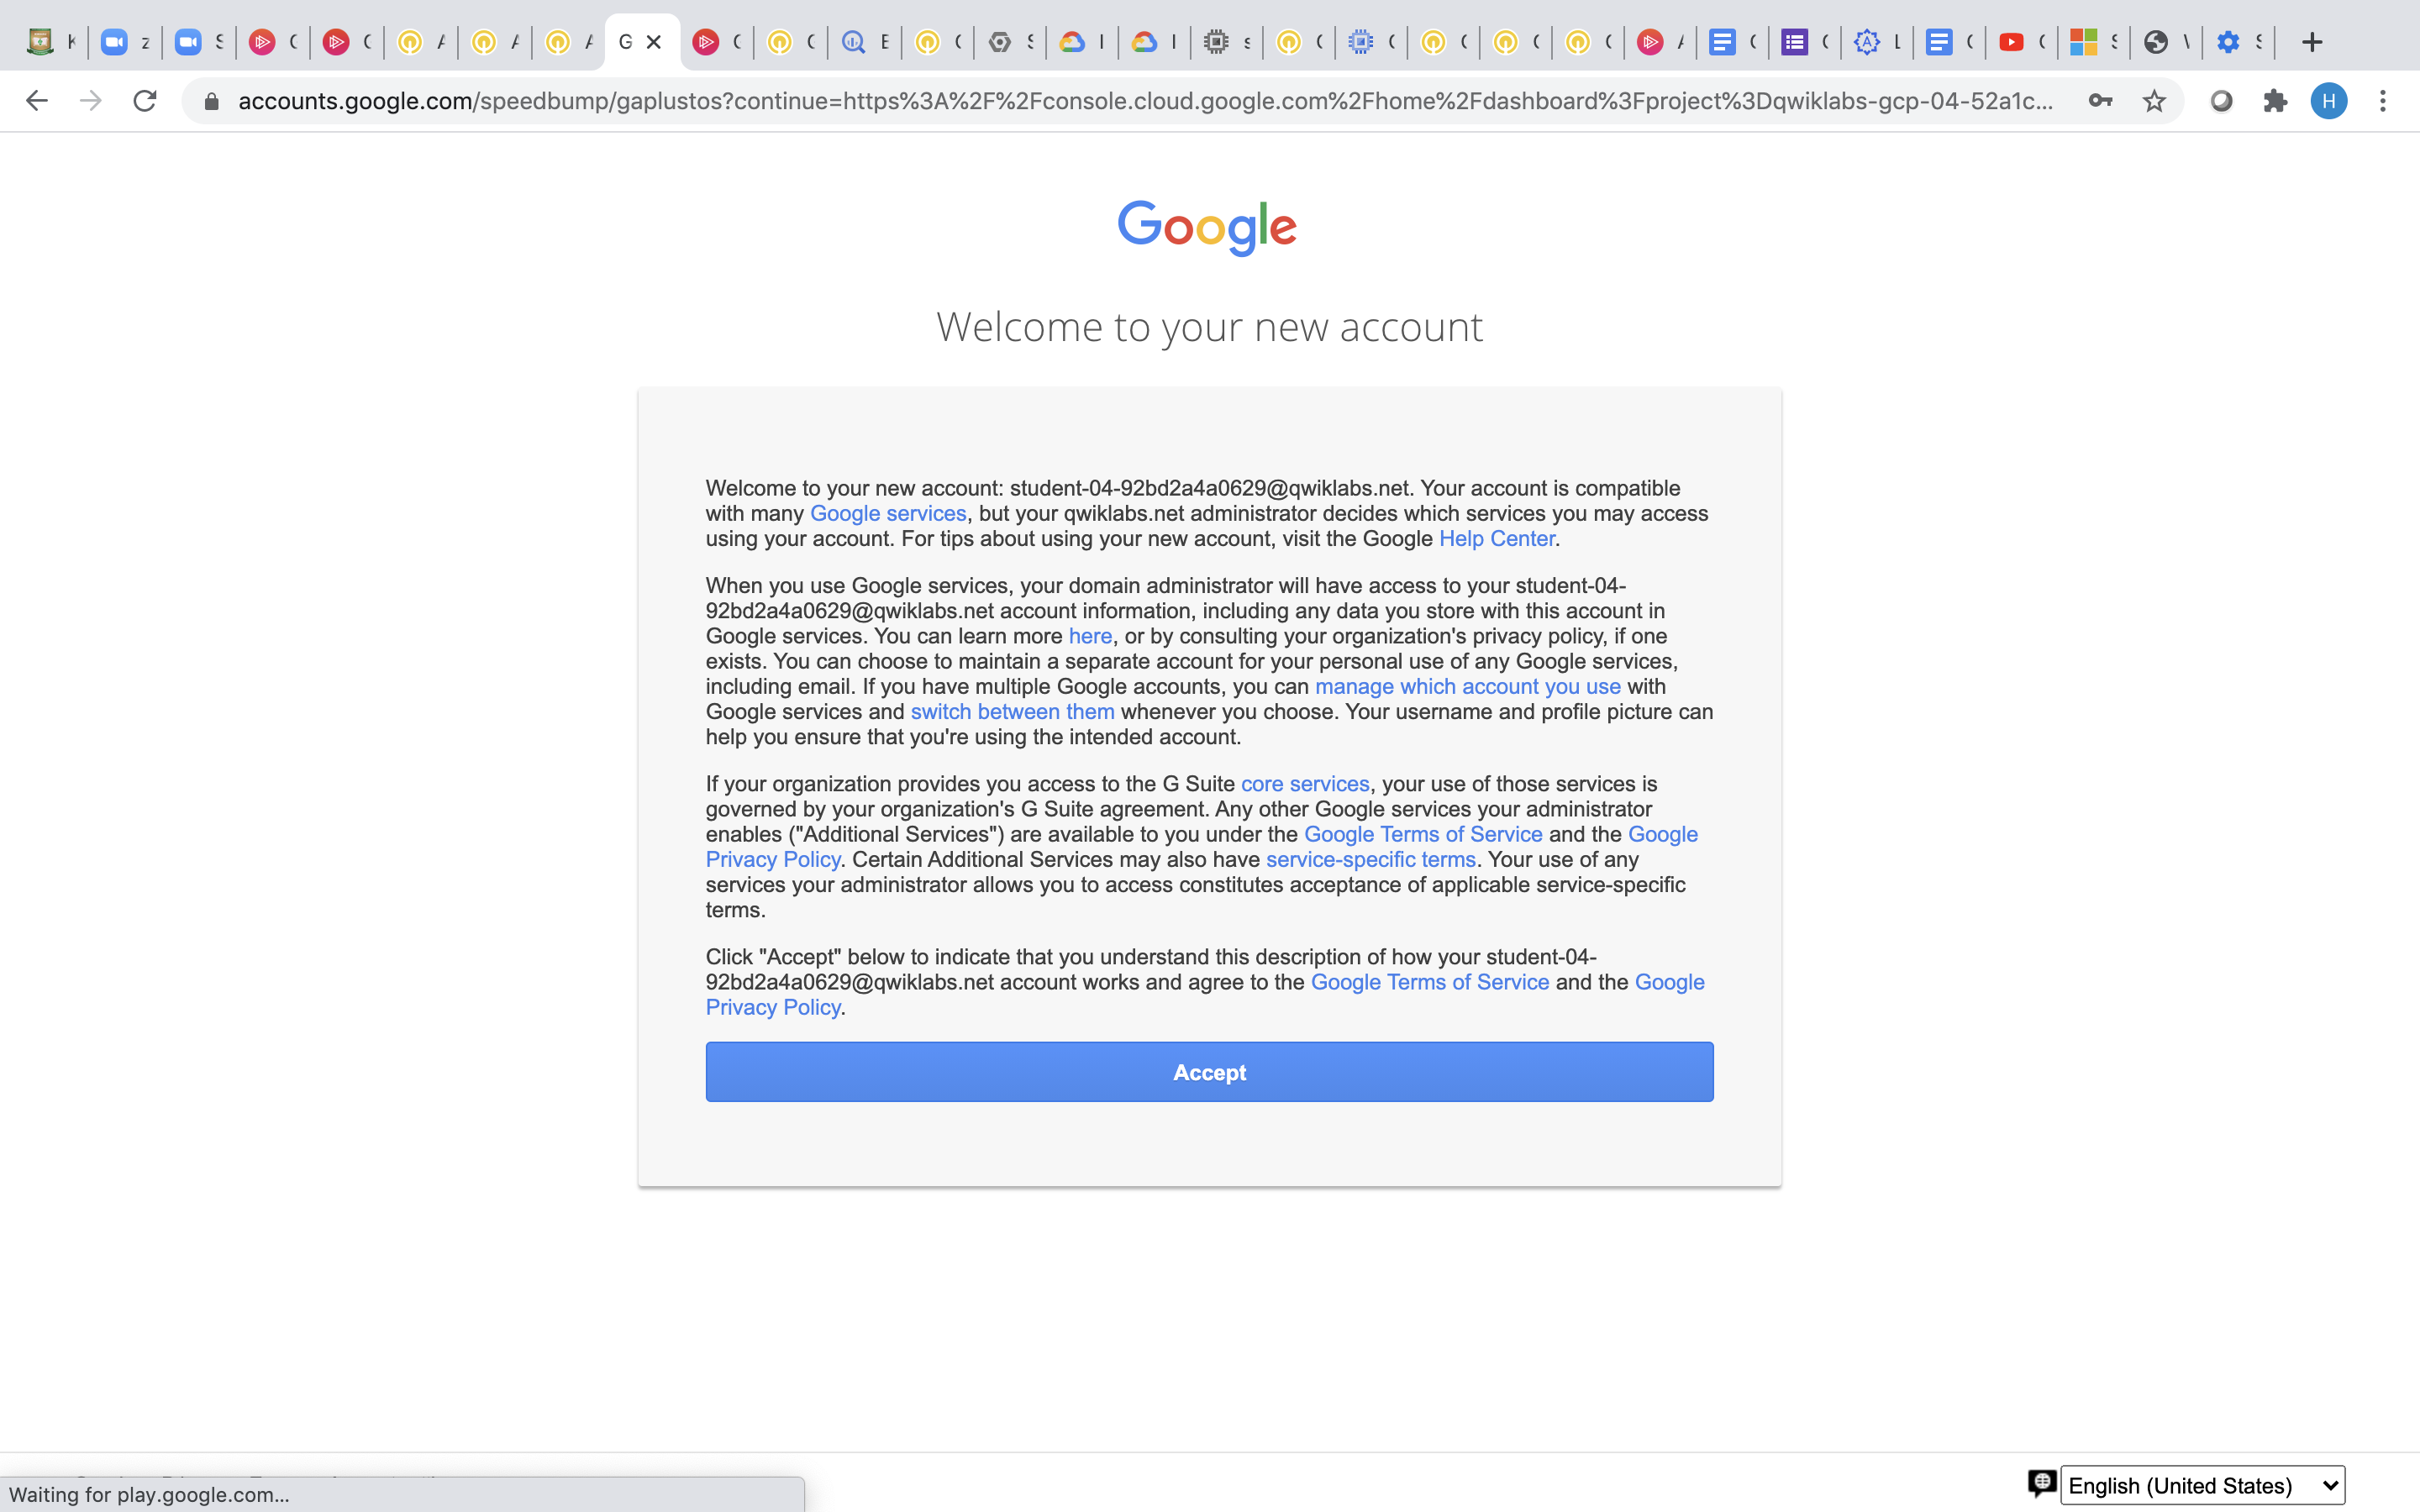 accounts.google.com/speedbump/gaplustos?continue=https%3A%2F%2Fconsole.cloud.google.com%2Fhome%2Fdashboard%3Fproject%3Dqwiklabs-gcp-04-52a1c...
H
Google
Welcome to your new account
Welcome to your new account: student-04-92bd2a4a0629@qwiklabs.net. Your account is compatible
with many Google services, but your qwiklabs.net administrator decides which services you may access
using your account. For tips about using your new account, visit the Google Help Center.
When you use Google services, your domain administrator will have access to your student-04-
92bd2a4a0629@qwiklabs.net account information, including any data you store with this account in
Google services. You can learn more here, or by consulting your organization's privacy policy, if one
exists. You can choose to maintain a separate account for your personal use of any Google services,
including email. If you have multiple Google accounts, you can manage which account you use with
Google services and switch between them whenever you choose. Your username and profile picture can
help you ensure that you're using the intended account.
If your organization provides you access to the G Suite core services, your use of those services is
governed by your organization's G Suite agreement. Any other Google services your administrator
enables ("Additional Services") are available to you under the Google Terms of Service and the Google
Privacy Policy. Certain Additional Services may also have service-specific terms. Your use of any
services your administrator allows you to access constitutes acceptance of applicable service-specific
terms.
Click "Accept" below to indicate that you understand this description of how your student-04-
92bd2a4a0629@qwiklabs.net account works and agree to the Google Terms of Service and the Google
Privacy Policy.
Accept
Waiting for play.google.com...
English (United States)